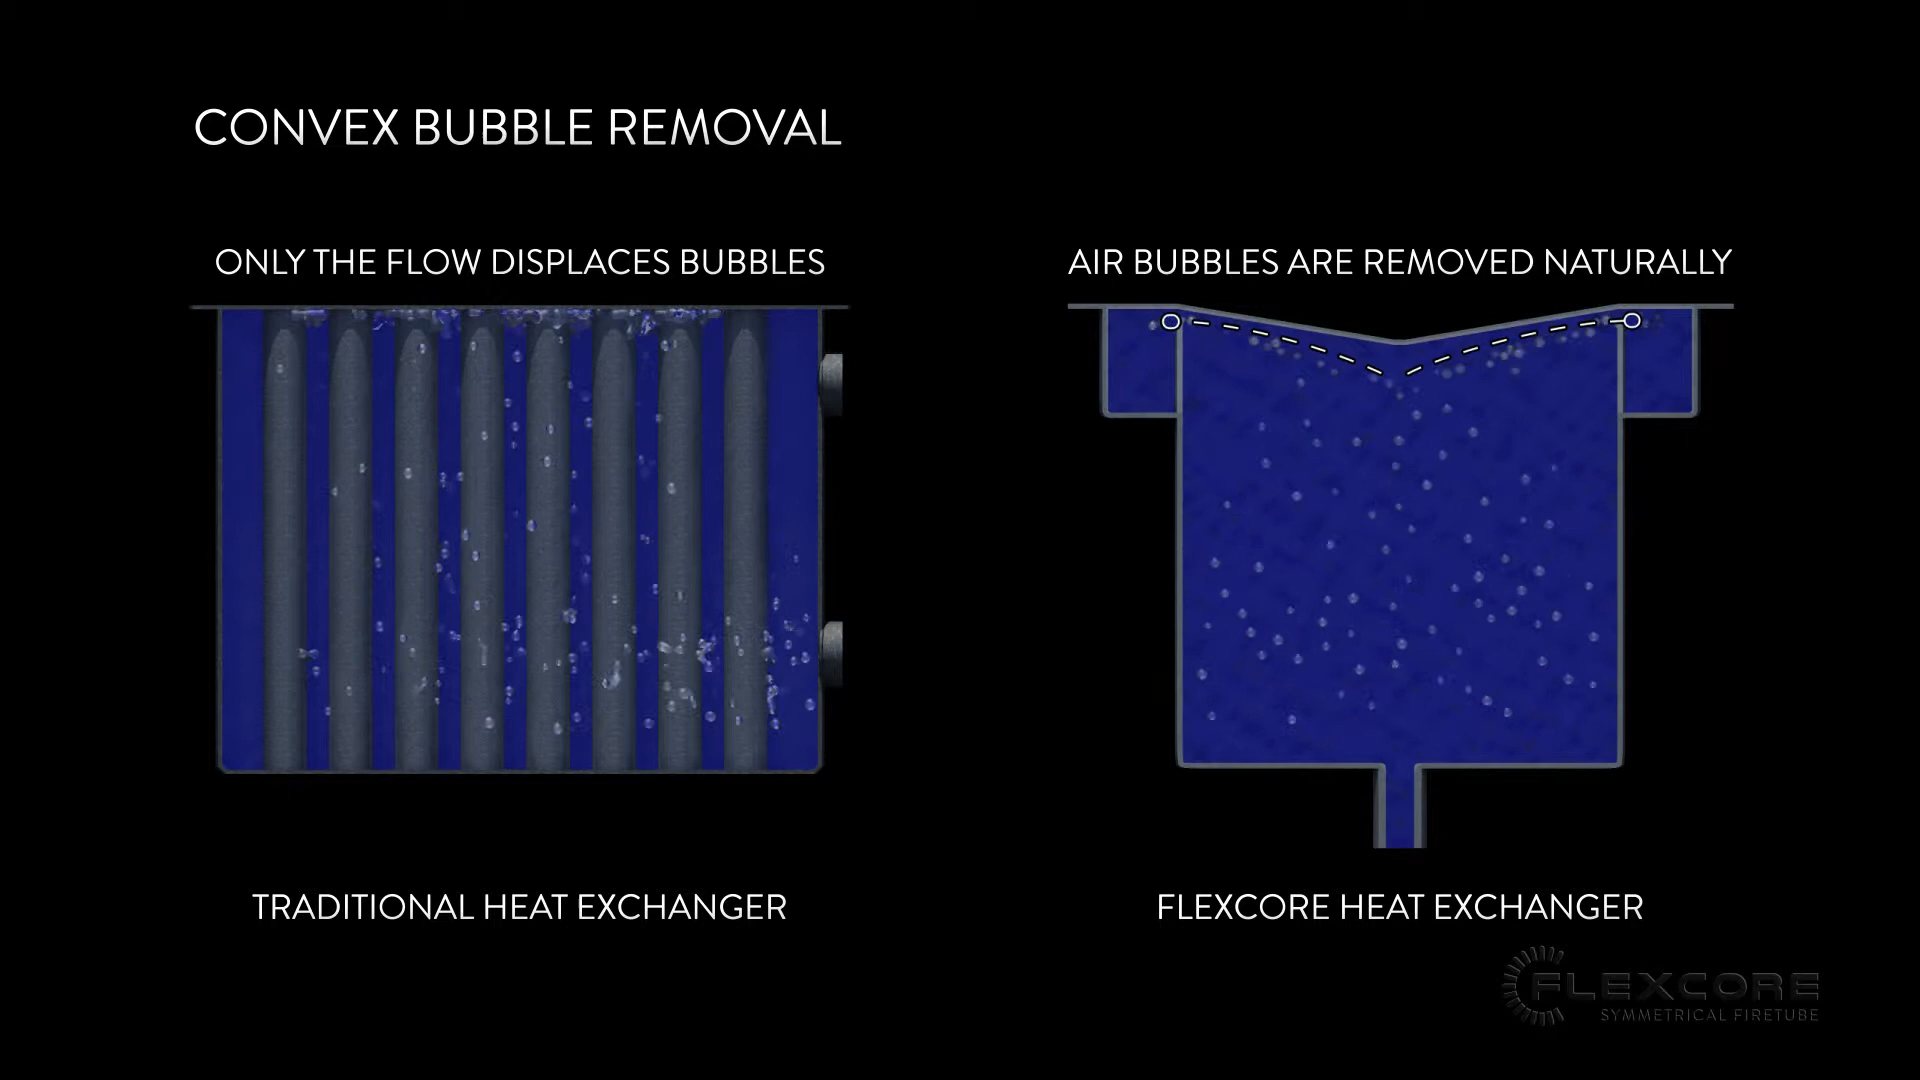 CONVEX BUBBLE REMOVAL
ONLY THE FLOW DISPLACES BUBBLES
AIR BUBBLES ARE REMOVED NATURALLY
TRADITIONAL HEAT EXCHANGER
FLEXCORE HEAT EXCHANGER
FLEXCORE
SYMMETRICAL FIRETUBE